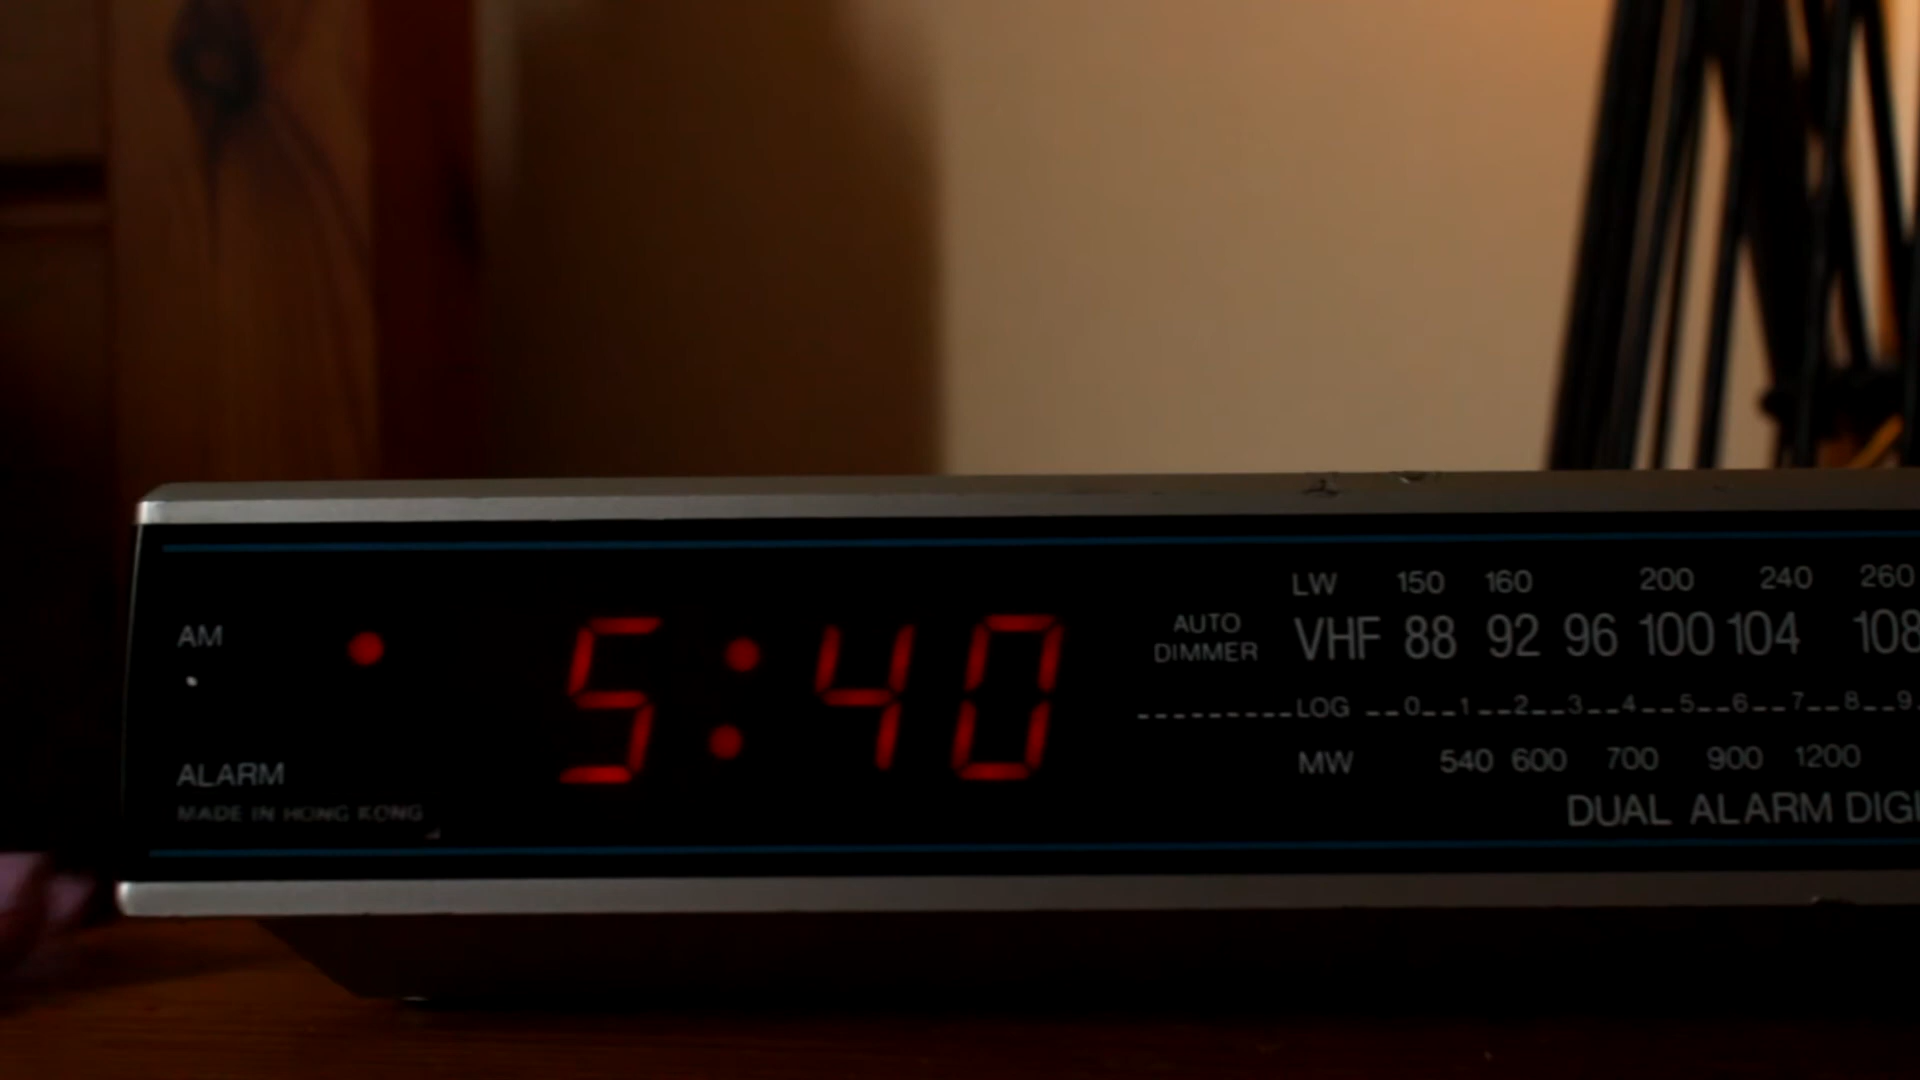 AM
ALARM
MADE IN HONG KONG
5:40
AUTO
DIMMER
LW 150 160 200 240 260
VHF 88 92 96 100 104 108
---------LOG --0--1--2--3--4--5--6--7--8--9
MW 540 600 700 900 1200
DUAL ALARM DIGI